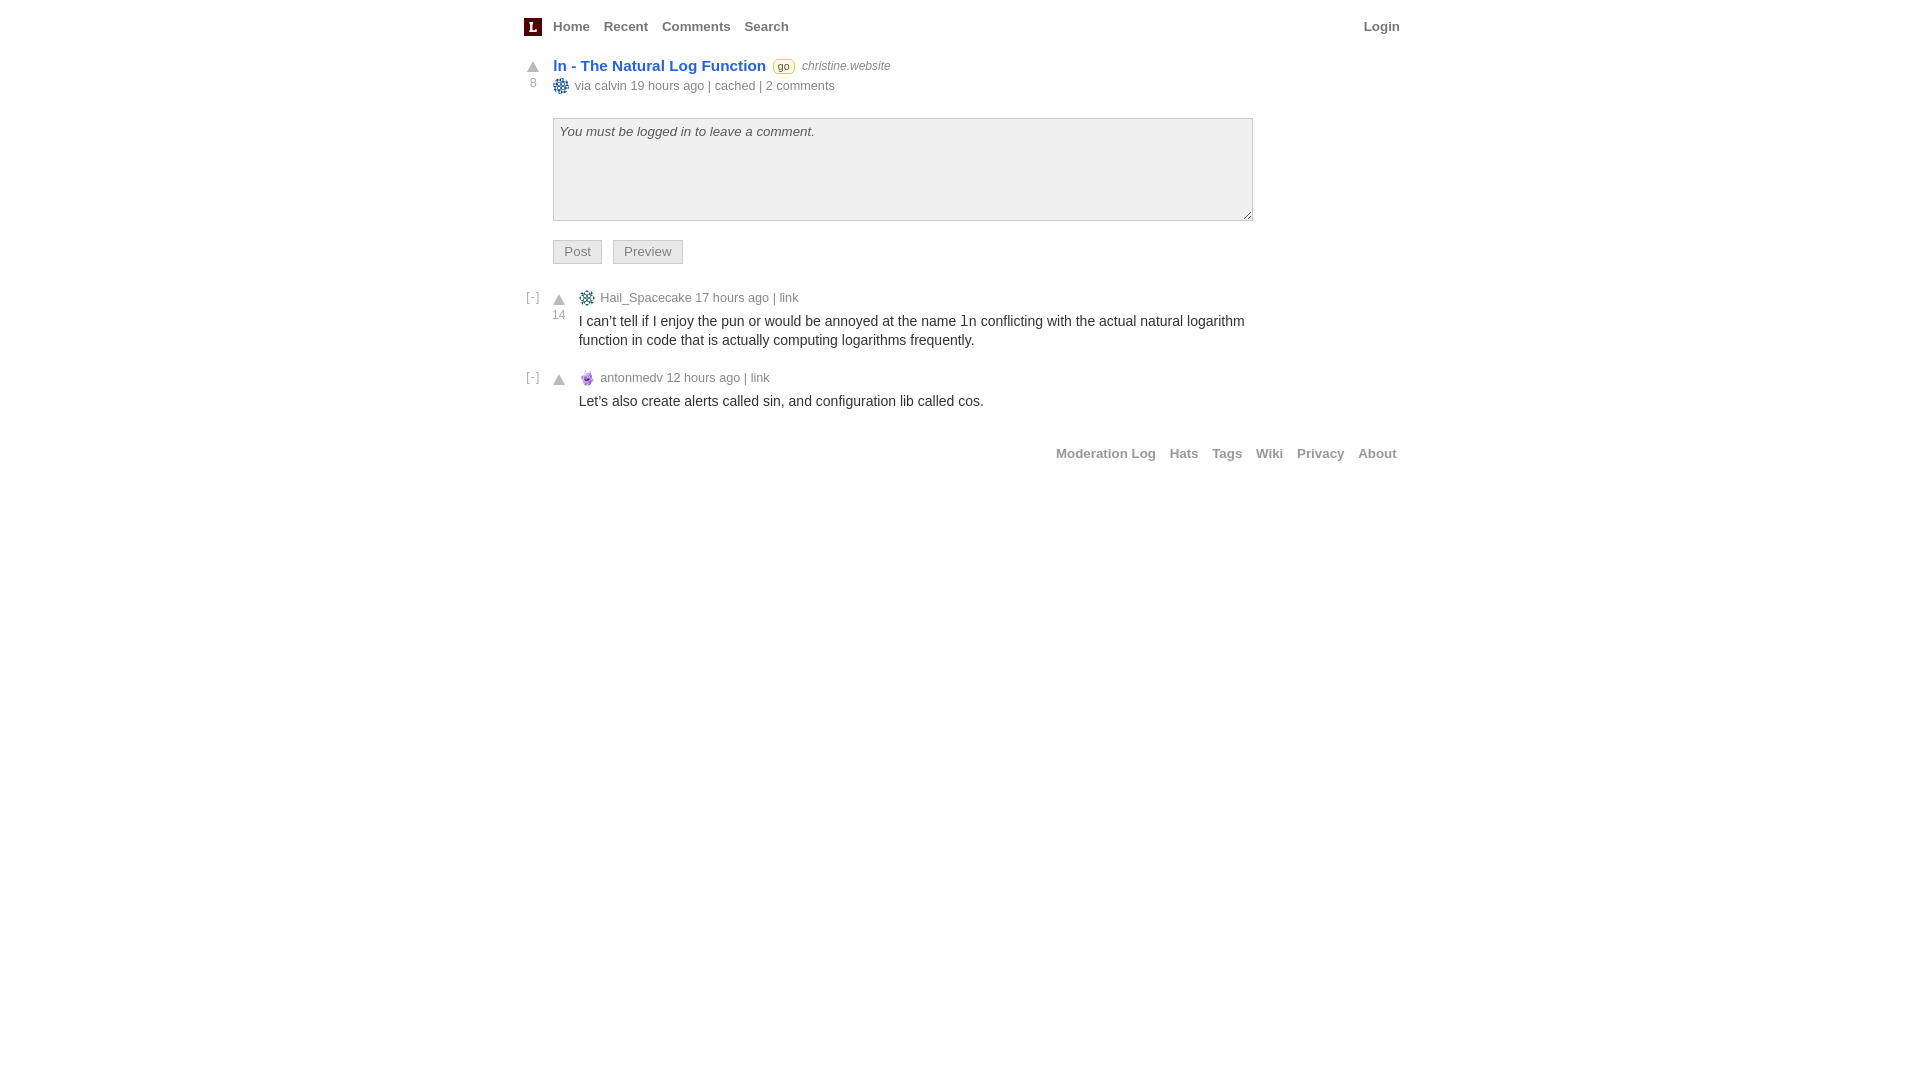 L Home Recent Comments Search Login
ln - The Natural Log Function go christine.website
8
via calvin 19 hours ago | cached | 2 comments
You must be logged in to leave a comment.
Post Preview
[-] Hail_Spacecake 17 hours ago | link
14
I can’t tell if I enjoy the pun or would be annoyed at the name ln conflicting with the actual natural logarithm
function in code that is actually computing logarithms frequently.
[-] antonmedv 12 hours ago | link
Let’s also create alerts called sin, and configuration lib called cos.
Moderation Log Hats Tags Wiki Privacy About